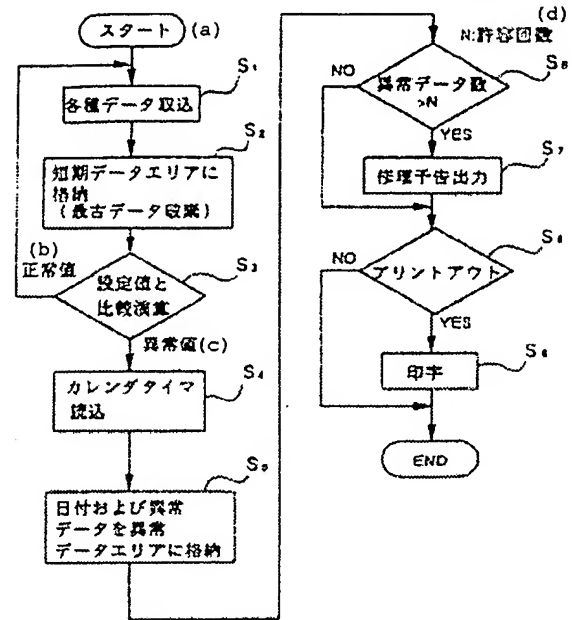 スタート (a)
S1
各種データ取込
S2
短期データエリアに
格納
(最古データ収集)
(b)
正常値
S3
設定値と
比較演算
異常値(c)
S4
カレンダタイマ
読込
S5
日付および異常
データを異常
データエリアに格納
(d)
N:許容回数
NO
S6
異常データ数
>N
YES
S7
修理予告出力
NO
S8
プリントアウト
YES
印字
END